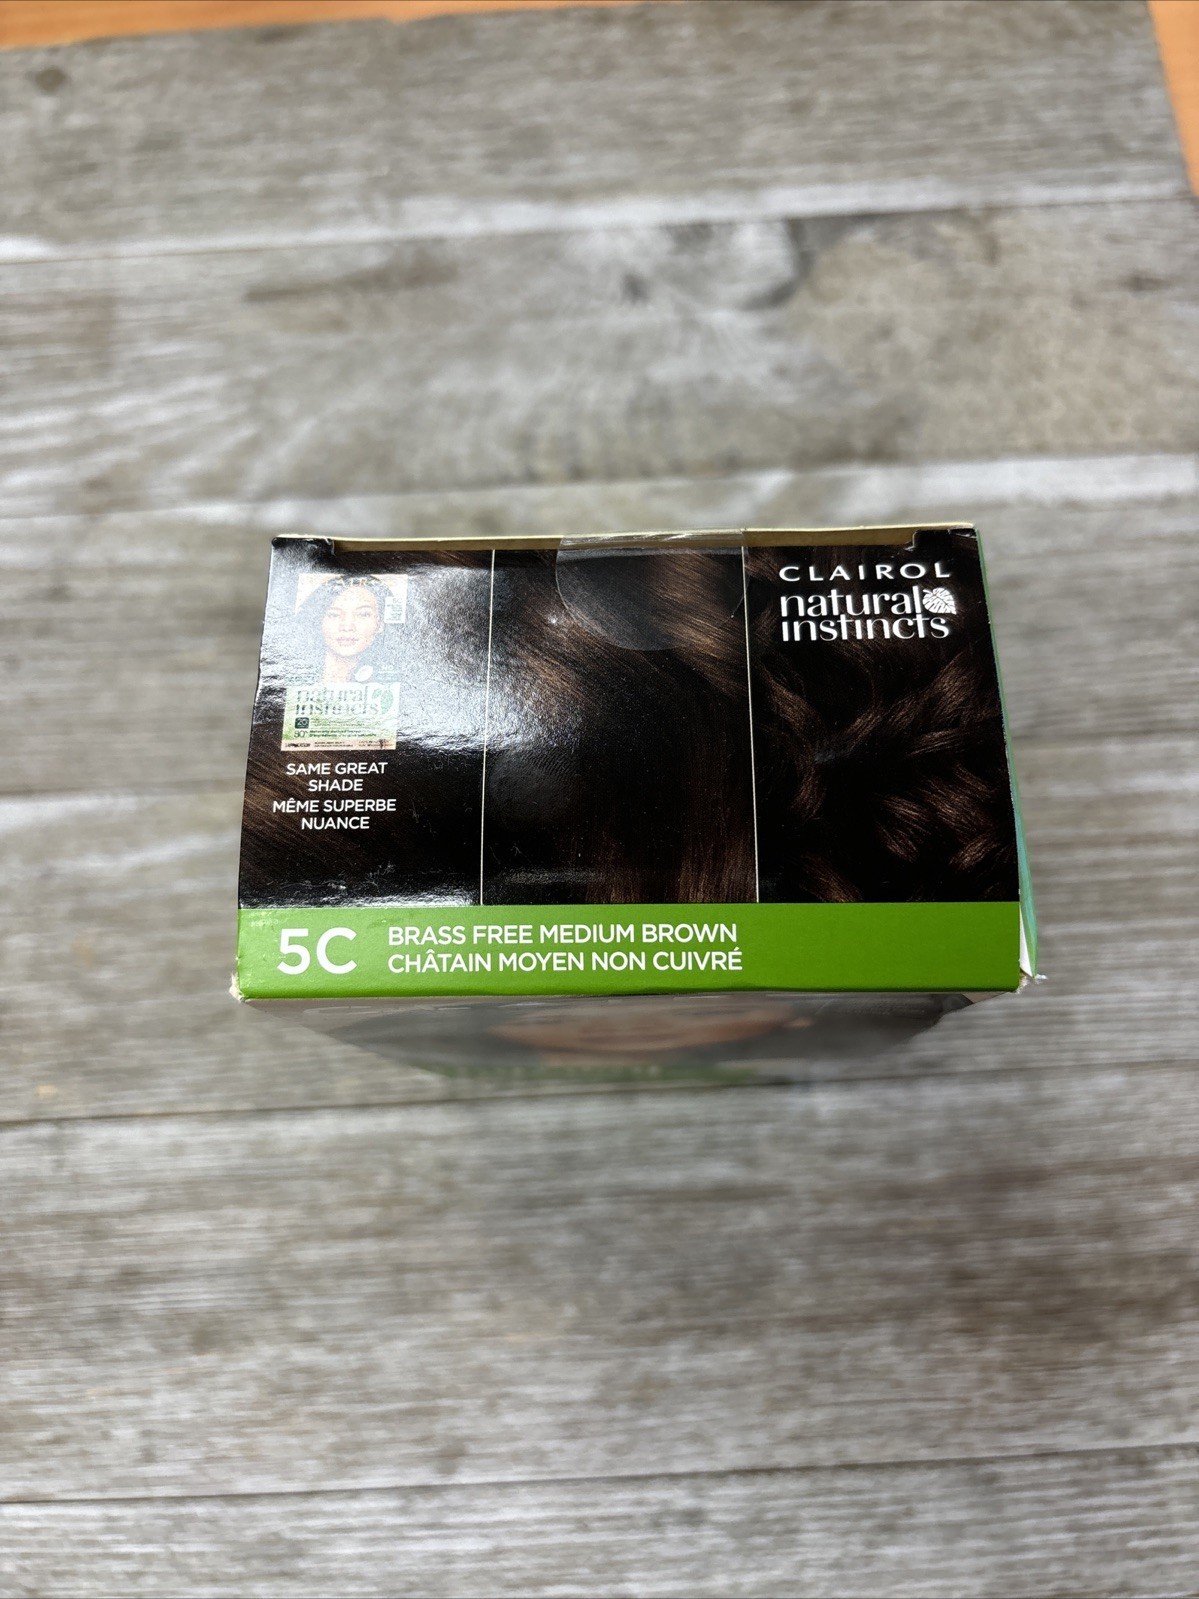 CLAIROL
natural
instincts
natural
instincts
20
SAME GREAT
SHADE
MÊME SUPERBE
NUANCE
5C
BRASS FREE MEDIUM BROWN
CHÂTAIN MOYEN NON CUIVRÉ